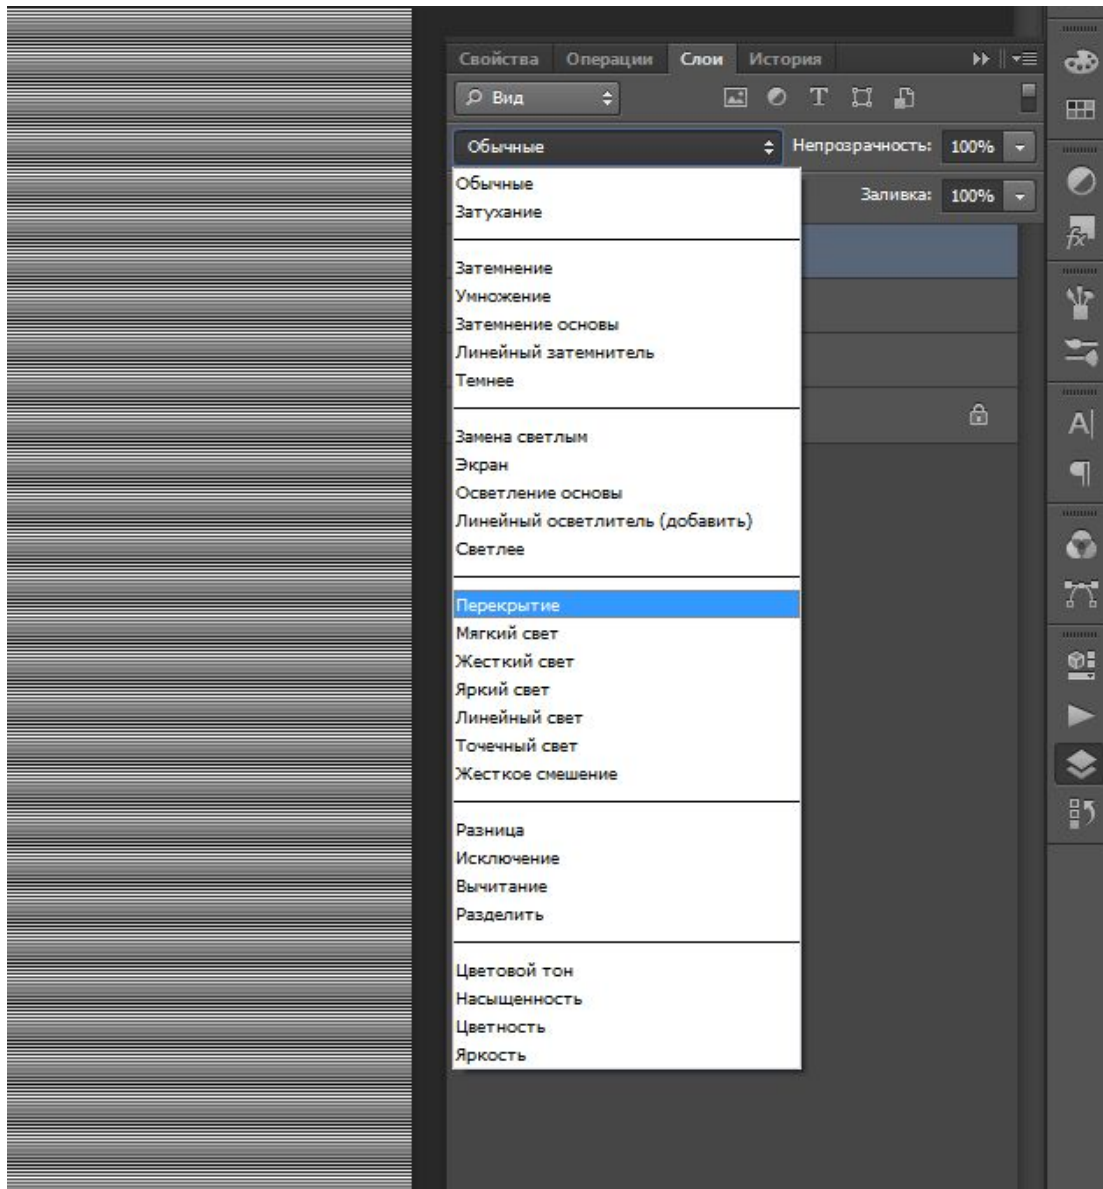 Свойства Операции Слои История
Вид
Обычные Непрозрачность: 100%
Заливка: 100%
Обычные
Затухание
Затемнение
Умножение
Затемнение основы
Линейный затемнитель
Темнее
Замена светлым
Экран
Осветление основы
Линейный осветлитель (добавить)
Светлее
Перекрытие
Мягкий свет
Жесткий свет
Яркий свет
Линейный свет
Точечный свет
Жесткое смешение
Разница
Исключение
Вычитание
Разделить
Цветовой тон
Насыщенность
Цветность
Яркость